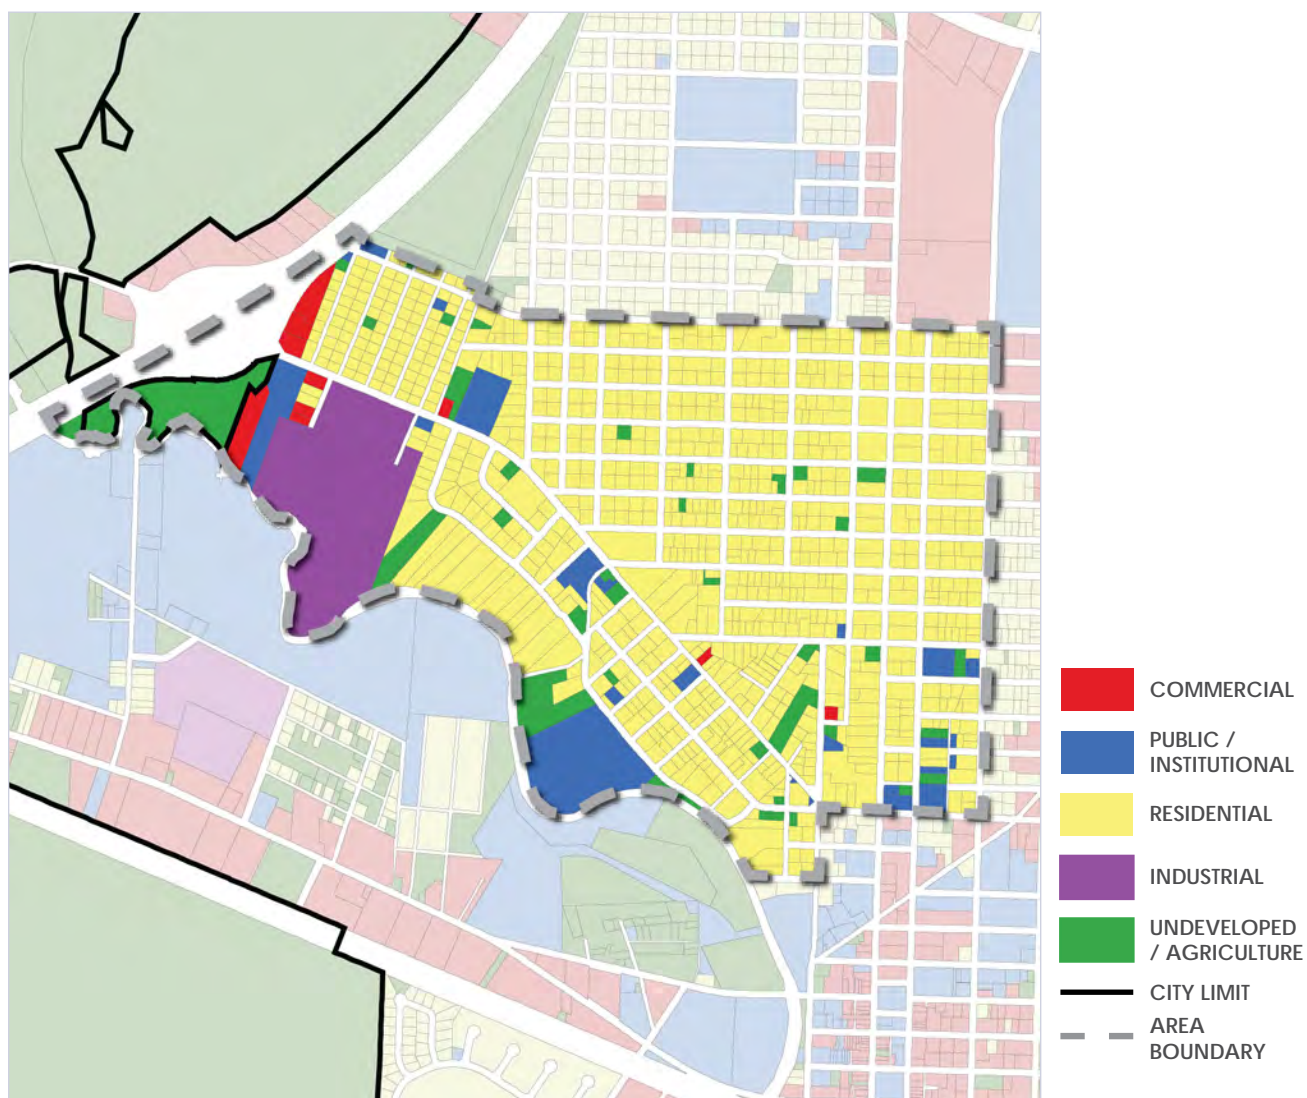 COMMERCIAL
PUBLIC /
INSTITUTIONAL
RESIDENTIAL
INDUSTRIAL
UNDEVELOPED
/ AGRICULTURE
CITY LIMIT
AREA
BOUNDARY